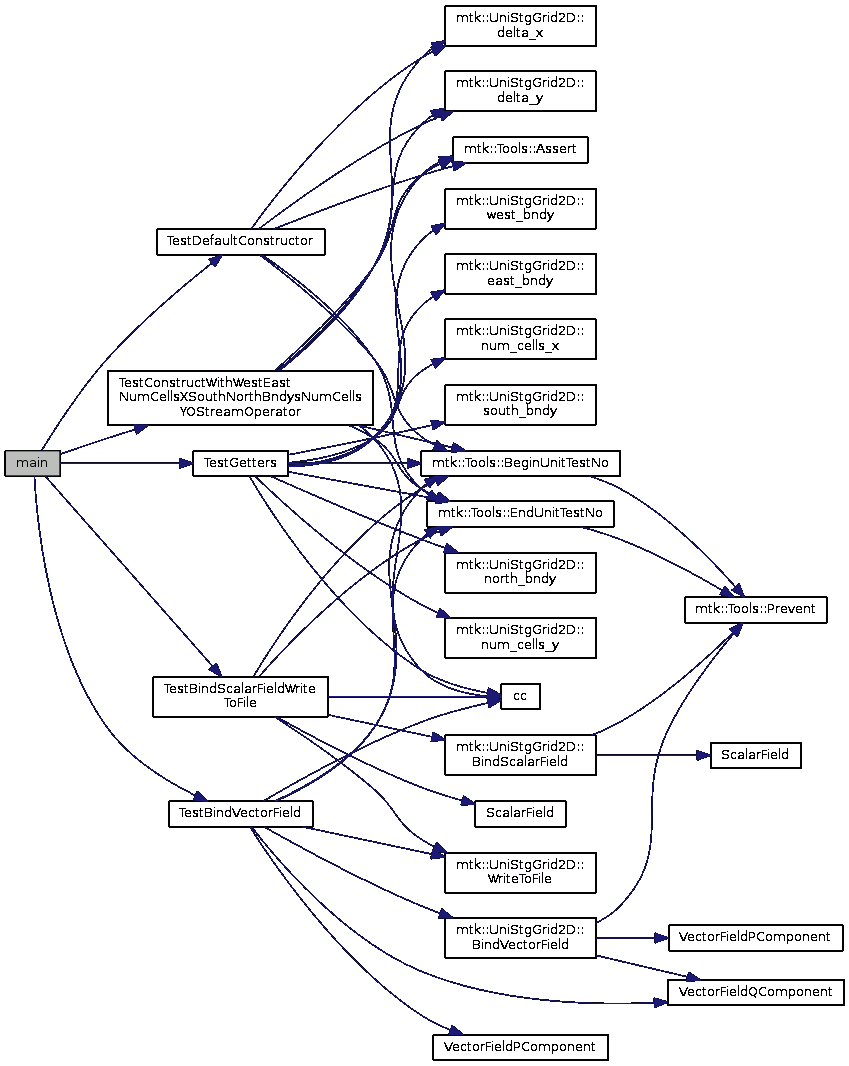 mtk::UniStgGrid2D::
delta_x
mtk::UniStgGrid2D::
delta_y
mtk::Tools::Assert
mtk::UniStgGrid2D::
west_bndy
TestDefaultConstructor
mtk::UniStgGrid2D::
east_bndy
mtk::UniStgGrid2D::
num_cells_x
TestConstructWithWestEast
NumCellsXSouthNorthBndysNumCells
YOStreamOperator
mtk::UniStgGrid2D::
south_bndy
main
TestGetters
mtk::Tools::BeginUnitTestNo
mtk::Tools::EndUnitTestNo
mtk::UniStgGrid2D::
north_bndy
mtk::Tools::Prevent
mtk::UniStgGrid2D::
num_cells_y
TestBindScalarFieldWrite
ToFile
cc
mtk::UniStgGrid2D::
BindScalarField
ScalarField
TestBindVectorField
ScalarField
mtk::UniStgGrid2D::
WriteToFile
mtk::UniStgGrid2D::
BindVectorField
VectorFieldPComponent
VectorFieldQComponent
VectorFieldPComponent